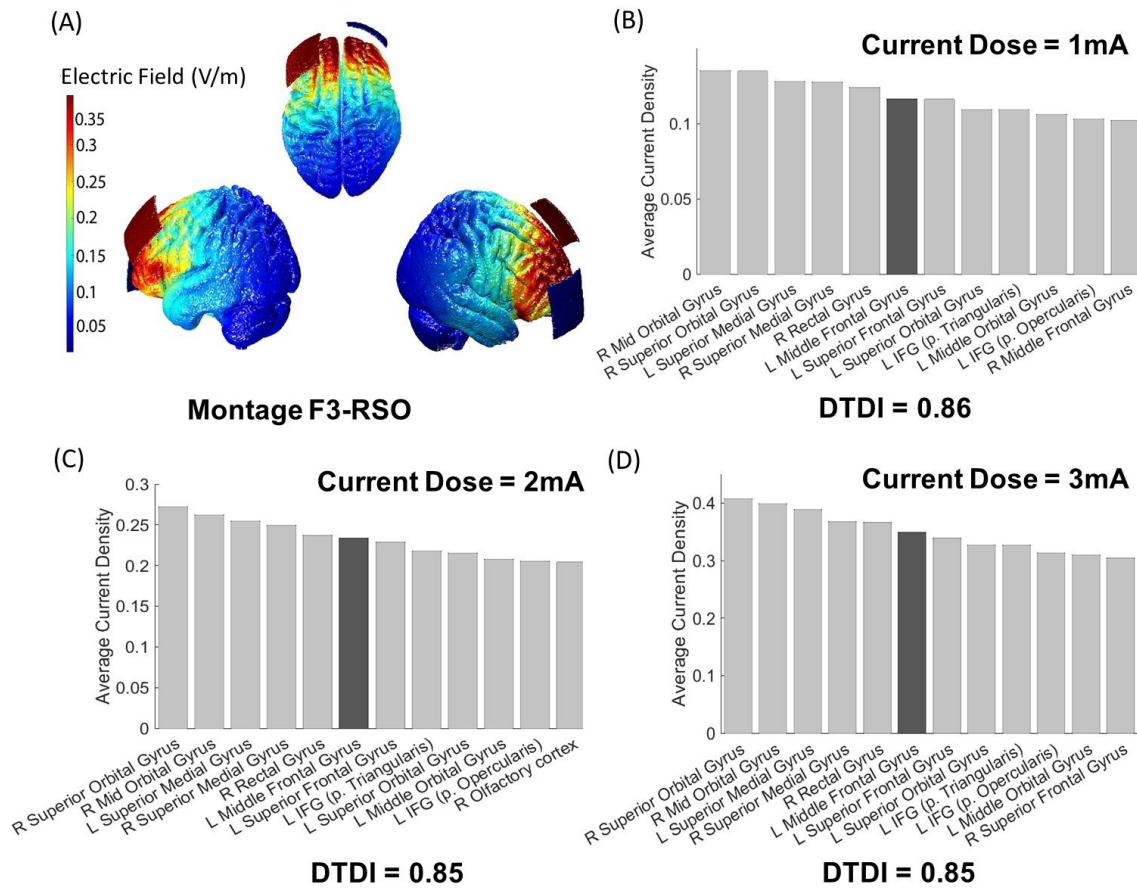 (A)
Electric Field (V/m)
0.35
0.3
0.25
0.2
0.15
0.1
0.05
Montage F3-RSO
(B)
Current Dose = 1mA
Average Current Density
0.1
0.05
0
R Mid Orbital Gyrus
R Superior Orbital Gyrus
L Superior Medial Gyrus
R Superior Medial Gyrus
R Rectal Gyrus
L Middle Frontal Gyrus
L Superior Frontal Gyrus
L Superior Orbital Gyrus
L IFG (p. Triangularis)
L Middle Orbital Gyrus
L IFG (p. Opercularis)
R Middle Frontal Gyrus
DTDI = 0.86
(C)
Current Dose = 2mA
Average Current Density
0.3
0.25
0.2
0.15
0.1
0.05
0
R Superior Orbital Gyrus
R Mid Orbital Gyrus
L Superior Medial Gyrus
R Superior Medial Gyrus
R Rectal Gyrus
L Middle Frontal Gyrus
L Superior Frontal Gyrus
L IFG (p. Triangularis)
L Superior Orbital Gyrus
L Middle Orbital Gyrus
L IFG (p. Opercularis)
R Olfactory cortex
DTDI = 0.85
(D)
Current Dose = 3mA
Average Current Density
0.4
0.3
0.2
0.1
0
R Superior Orbital Gyrus
R Mid Orbital Gyrus
L Superior Medial Gyrus
R Superior Medial Gyrus
R Rectal Gyrus
L Middle Frontal Gyrus
L Superior Frontal Gyrus
L Superior Orbital Gyrus
L IFG (p. Triangularis)
L IFG (p. Opercularis)
L Middle Orbital Gyrus
R Superior Frontal Gyrus
DTDI = 0.85